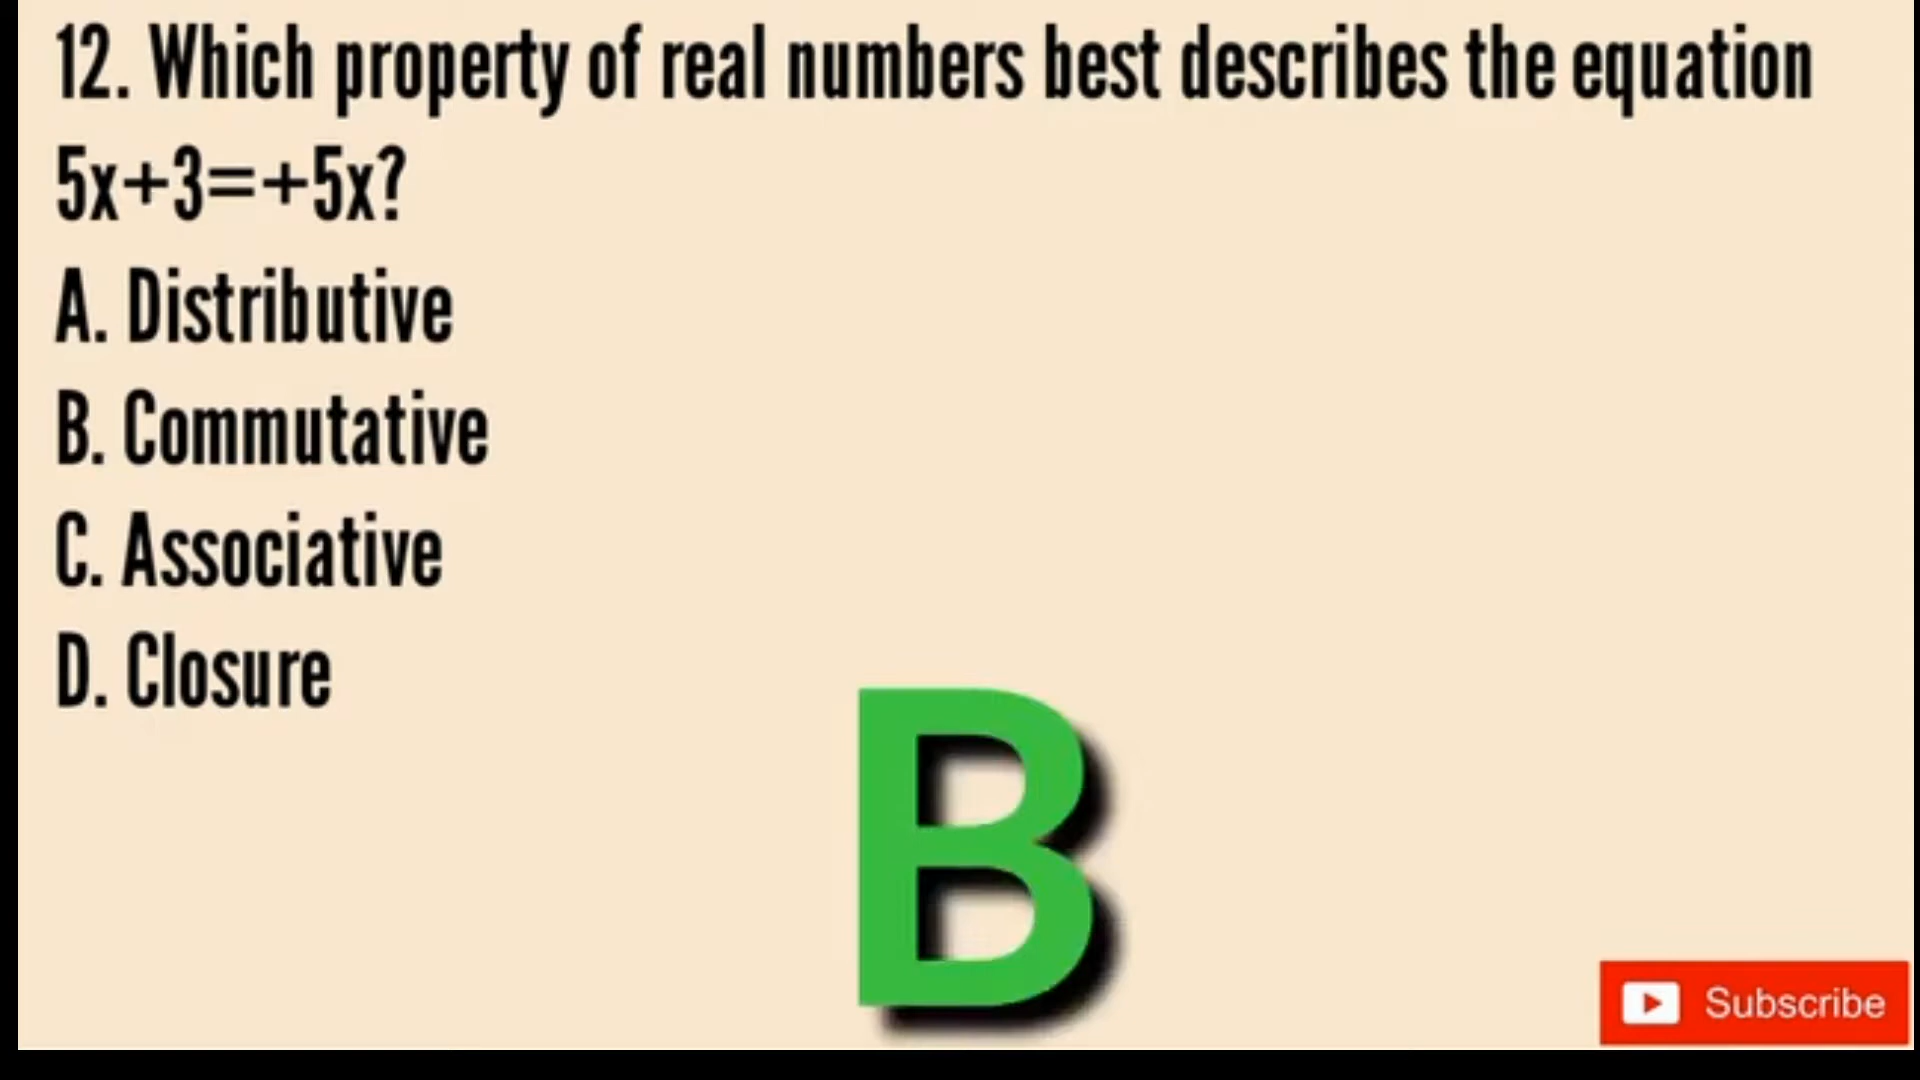 12. Which property of real numbers best describes the equation
5x+3=+5x?
A. Distributive
B. Commutative
C. Associative
D. Closure
B
Subscribe